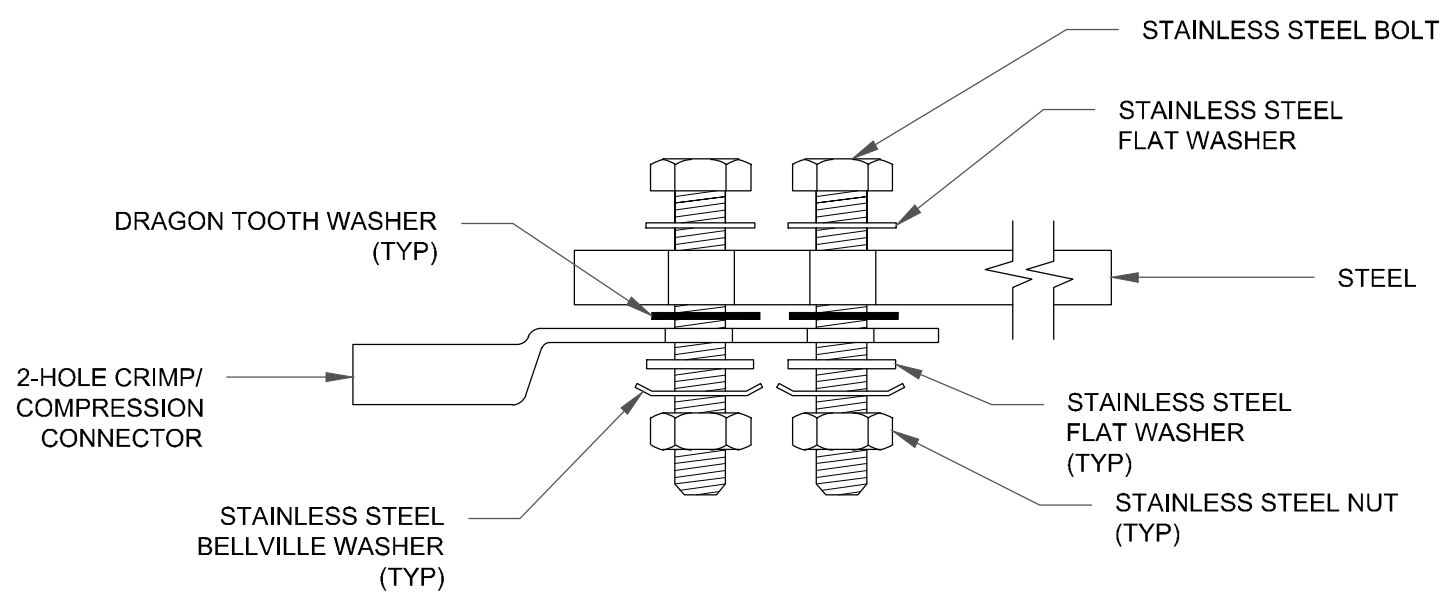 STAINLESS STEEL BOLT
STAINLESS STEEL
FLAT WASHER
DRAGON TOOTH WASHER
(TYP)
STEEL
2-HOLE CRIMP/
COMPRESSION
CONNECTOR
STAINLESS STEEL
FLAT WASHER
(TYP)
STAINLESS STEEL NUT
(TYP)
STAINLESS STEEL
BELLVILLE WASHER
(TYP)